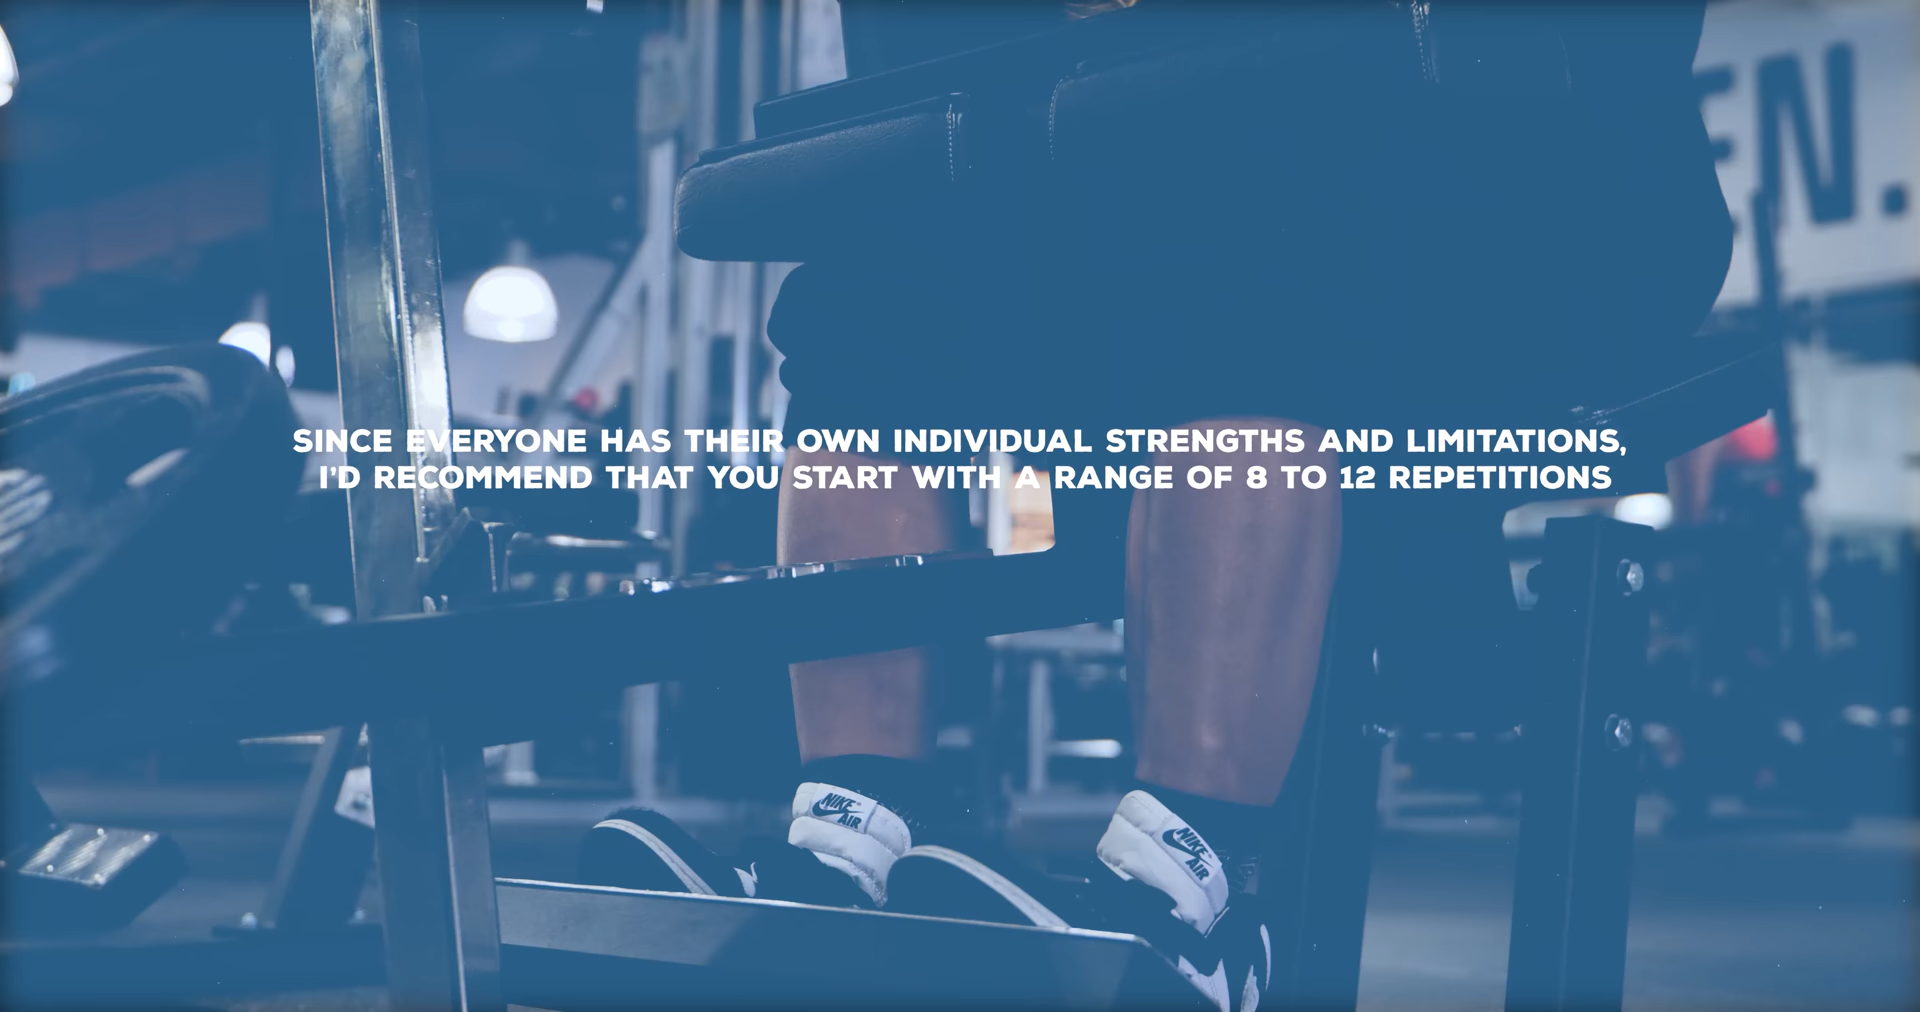 EN.
SINCE EVERYONE HAS THEIR OWN INDIVIDUAL STRENGTHS AND LIMITATIONS,
I'D RECOMMEND THAT YOU START WITH A RANGE OF 8 TO 12 REPETITIONS
NIKE®
AIR
NIKE®
AIR